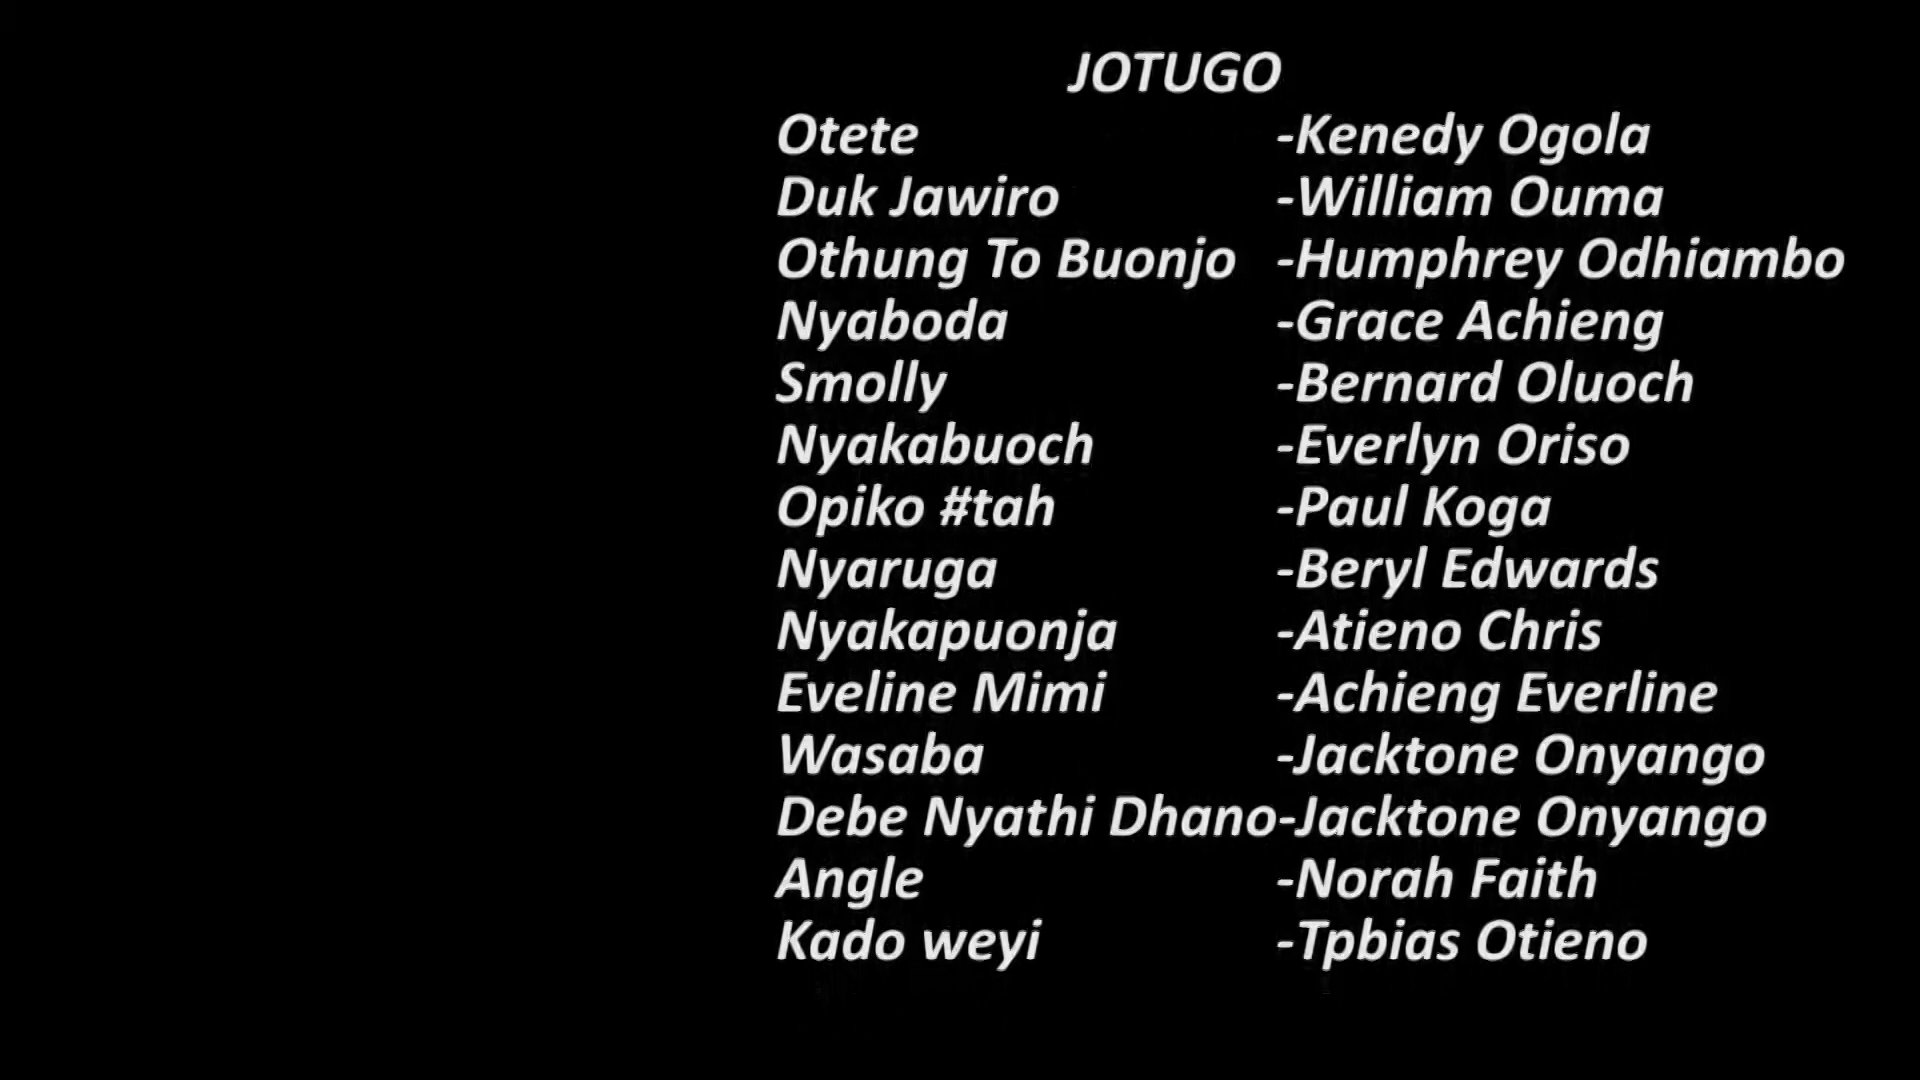 JOTUGO
Otete -Kenedy Ogola
Duk Jawiro -William Ouma
Othung To Buonjo -Humphrey Odhiambo
Nyaboda -Grace Achieng
Smolly -Bernard Oluoch
Nyakabuoch -Everlyn Oriso
Opiko #tah -Paul Koga
Nyaruga -Beryl Edwards
Nyakapuonja -Atieno Chris
Eveline Mimi -Achieng Everline
Wasaba -Jacktone Onyango
Debe Nyathi Dhano-Jacktone Onyango
Angle -Norah Faith
Kado weyi -Tpbias Otieno